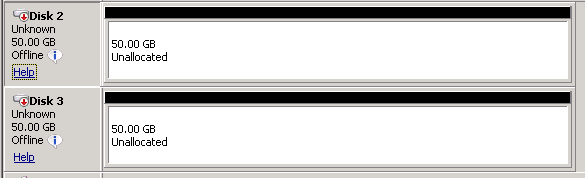 Disk 2
Unknown
50.00 GB
Offline
Help
50.00 GB
Unallocated
Disk 3
Unknown
50.00 GB
Offline
Help
50.00 GB
Unallocated